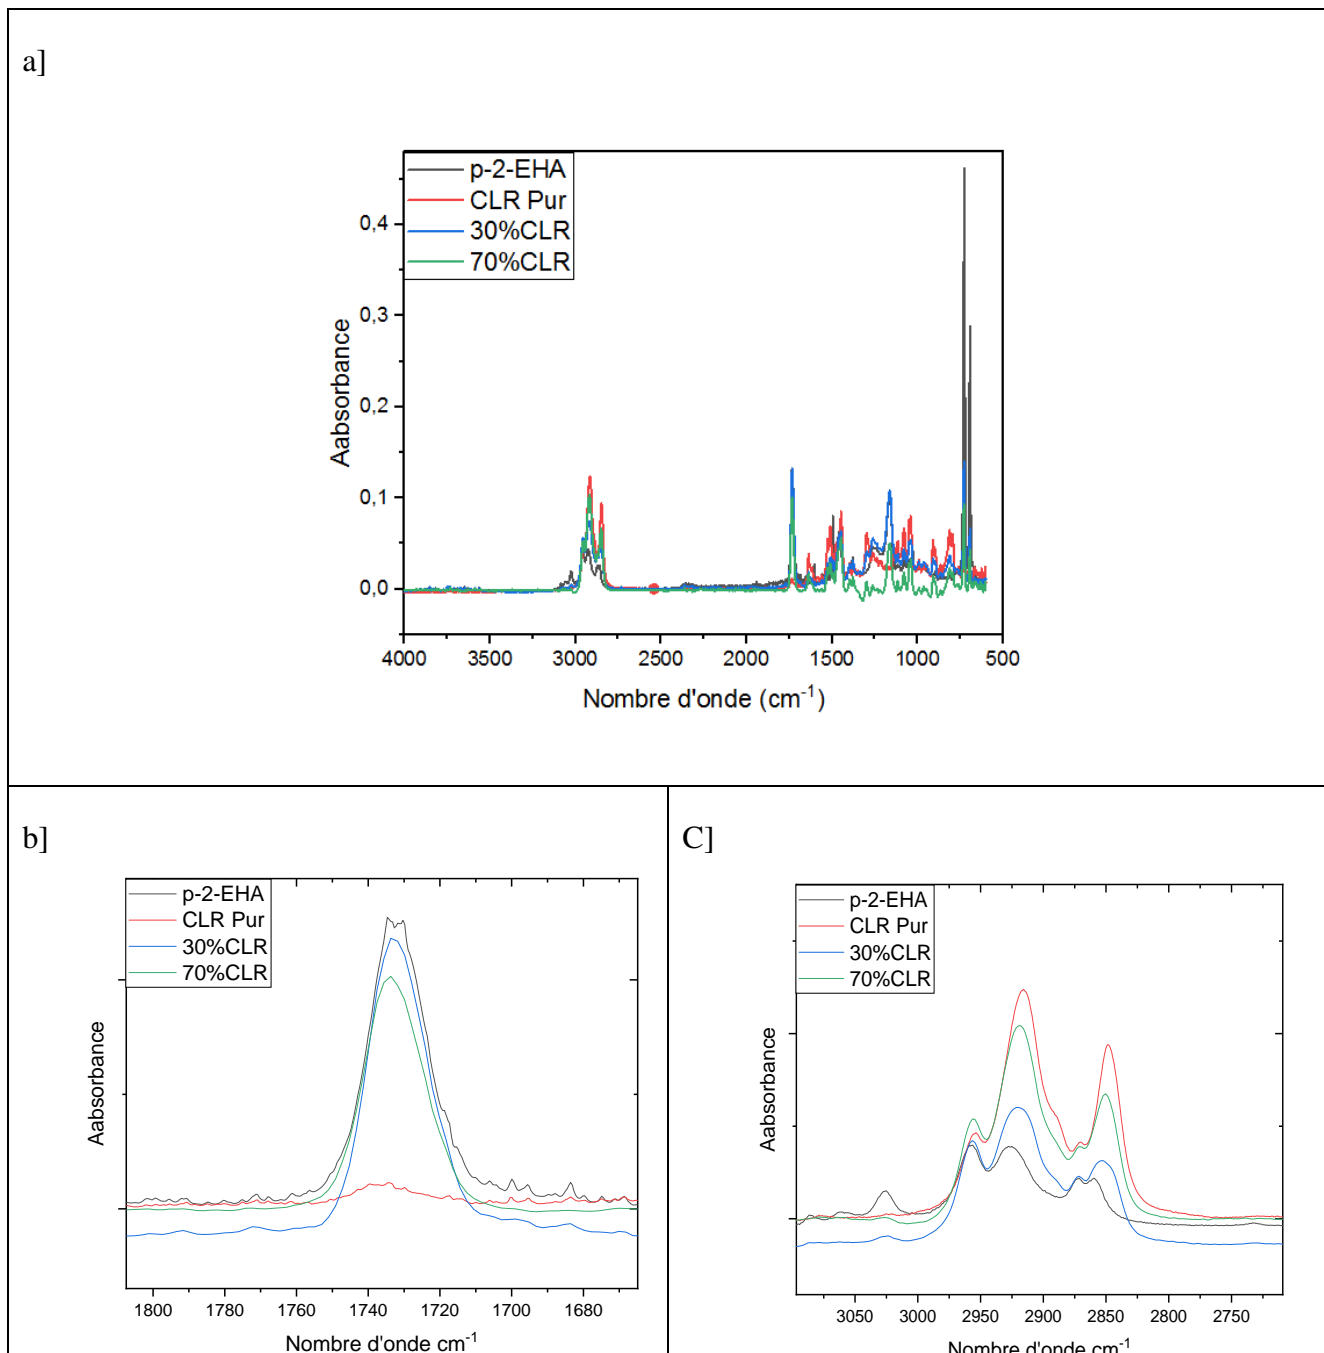 a]
p-2-EHA
CLR Pur
30%CLR
70%CLR
0,4
0,3
0,2
0,1
0,0
Aabsorbance
4000 3500 3000 2500 2000 1500 1000 500
Nombre d'onde (cm-1)
b]
p-2-EHA
CLR Pur
30%CLR
70%CLR
Aabsorbance
1800 1780 1760 1740 1720 1700 1680
Nombre d'onde cm-1
C]
p-2-EHA
CLR Pur
30%CLR
70%CLR
Aabsorbance
3050 3000 2950 2900 2850 2800 2750
Nombre d'onde cm-1